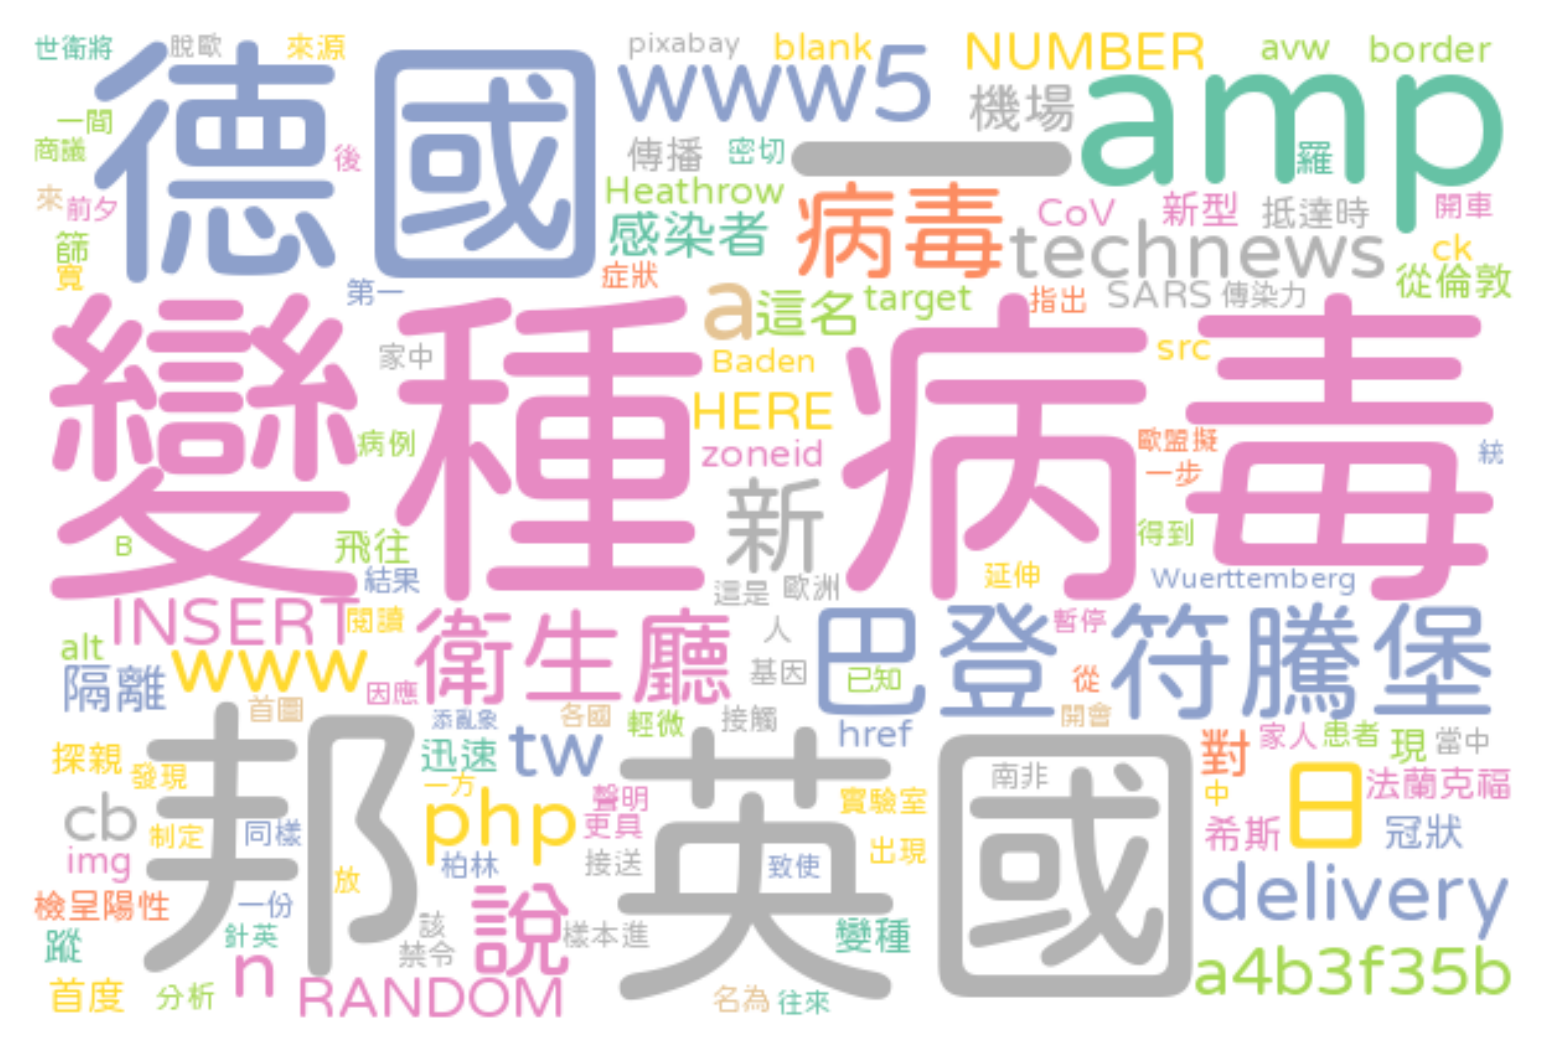 世衛將 脫歐 來源 pixabay blank NUMBER avw border
德國 www5 機場 amp
一間 商議 後 傳播 密切 一 羅
來 前夕 Heathrow 病毒 CoV 新型 抵達時 開車
篩 感染者 technews ck
寬 第一 症狀 a 這名 target 指出 SARS 傳染力 從倫敦
變種病毒
家中 Baden src
HERE
病例 zoneid 歐盟擬 統
一步
新
B 飛往 得到
結果 這是 歐洲 延伸 Wuerttemberg
INSERT 閱讀 衛生廳 人 巴登符騰堡 暫停
alt www 基因 已知 從
隔離 因應
首圖 添亂象 各國 輕微 接觸 href 開會
邦 英國
探親 發現 迅速 tw 南非 對 家人 患者 現 當中
cb 一方 php 聲明 實驗室 中 日 法蘭克福
制定 同樣 更具 希斯 冠狀
img 柏林 接送 致使 出現
放 delivery
檢呈陽性 一份 該 說
蹤 針英 禁令 樣本進 變種
n a4b3f35b
首度 分析 RANDOM 名為 往來